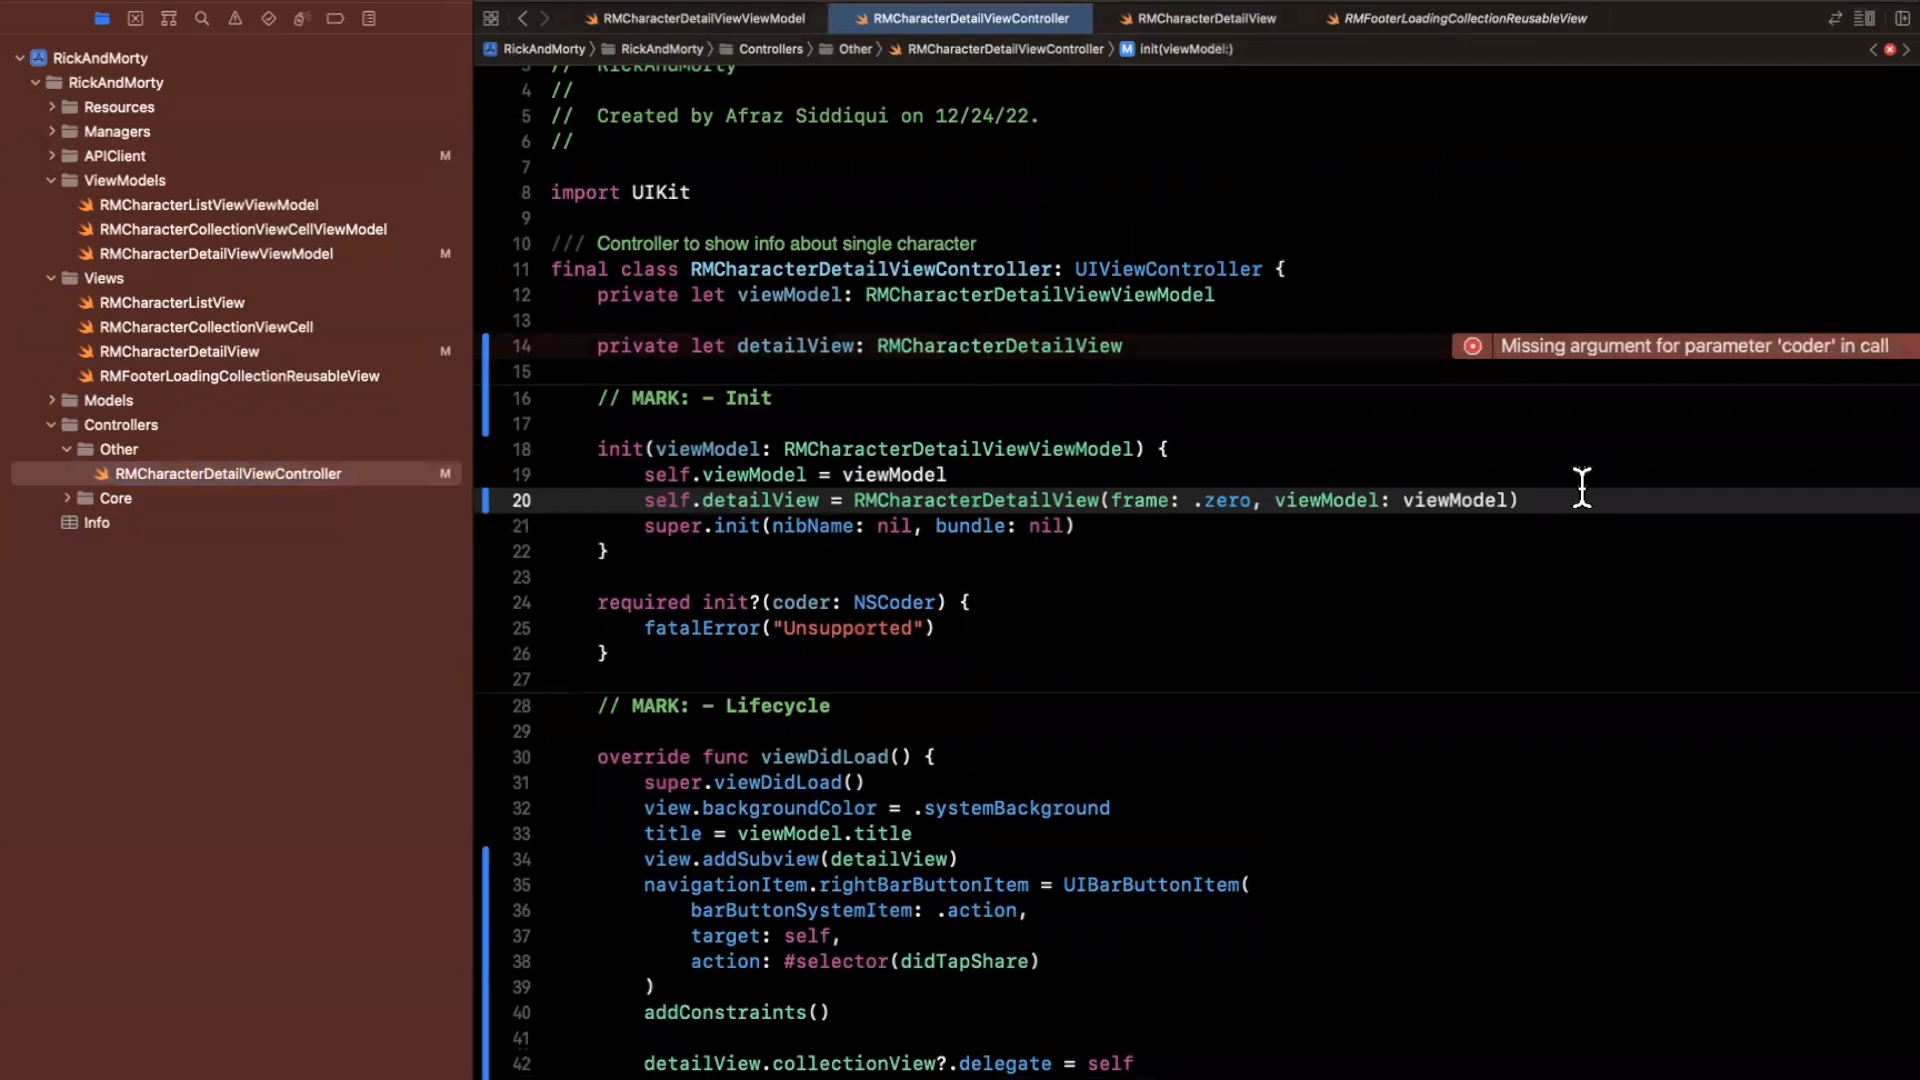 RMCharacterDetailViewViewModel
RMCharacterDetailViewController
RMCharacterDetailView
RMFooterLoadingCollectionReusableView
RickAndMorty
RickAndMorty
Controllers
Other
RMCharacterDetailViewController
M init(viewModel:)
RickAndMorty
RickAndMorty
Resources
Managers
APIClient M
ViewModels
RMCharacterListViewViewModel
RMCharacterCollectionViewCellViewModel
RMCharacterDetailViewViewModel M
Views
RMCharacterListView
RMCharacterCollectionViewCell
RMCharacterDetailView M
RMFooterLoadingCollectionReusableView
Models
Controllers
Other
RMCharacterDetailViewController M
Core
Info
3 // RickAndMorty
4 //
5 // Created by Afraz Siddiqui on 12/24/22.
6 //
7
8 import UIKit
9
10 /// Controller to show info about single character
11 final class RMCharacterDetailViewController: UIViewController {
12 private let viewModel: RMCharacterDetailViewViewModel
13
14 private let detailView: RMCharacterDetailView
Missing argument for parameter 'coder' in call
15
16 // MARK: - Init
17
18 init(viewModel: RMCharacterDetailViewViewModel) {
19 self.viewModel = viewModel
20 self.detailView = RMCharacterDetailView(frame: .zero, viewModel: viewModel)
21 super.init(nibName: nil, bundle: nil)
22 }
23
24 required init?(coder: NSCoder) {
25 fatalError("Unsupported")
26 }
27
28 // MARK: - Lifecycle
29
30 override func viewDidLoad() {
31 super.viewDidLoad()
32 view.backgroundColor = .systemBackground
33 title = viewModel.title
34 view.addSubview(detailView)
35 navigationItem.rightBarButtonItem = UIBarButtonItem(
36 barButtonSystemItem: .action,
37 target: self,
38 action: #selector(didTapShare)
39 )
40 addConstraints()
41
42 detailView.collectionView?.delegate = self